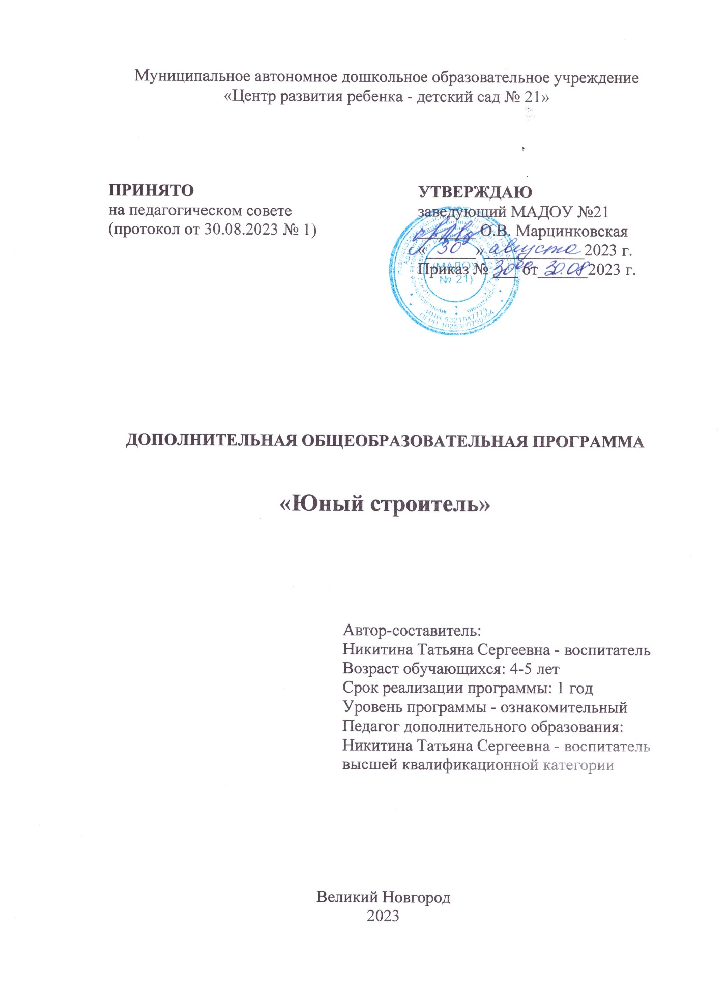 Муниципальное автономное дошкольное образовательное учреждение
«Центр развития ребенка - детский сад № 21»
ПРИНЯТО
на педагогическом совете
(протокол от 30.08.2023 № 1)
УТВЕРЖДАЮ
заведующий МАДОУ №21
О.В. Марцинковская
« 30 » августа 2023 г.
Приказ № от 30.08 2023 г.
(МАДОУ
№ 21)
ИНН 5321047779
ОГРН 1025300790294
ДОПОЛНИТЕЛЬНАЯ ОБЩЕОБРАЗОВАТЕЛЬНАЯ ПРОГРАММА
«Юный строитель»
Автор-составитель:
Никитина Татьяна Сергеевна - воспитатель
Возраст обучающихся: 4-5 лет
Срок реализации программы: 1 год
Уровень программы - ознакомительный
Педагог дополнительного образования:
Никитина Татьяна Сергеевна - воспитатель
высшей квалификационной категории
Великий Новгород
2023